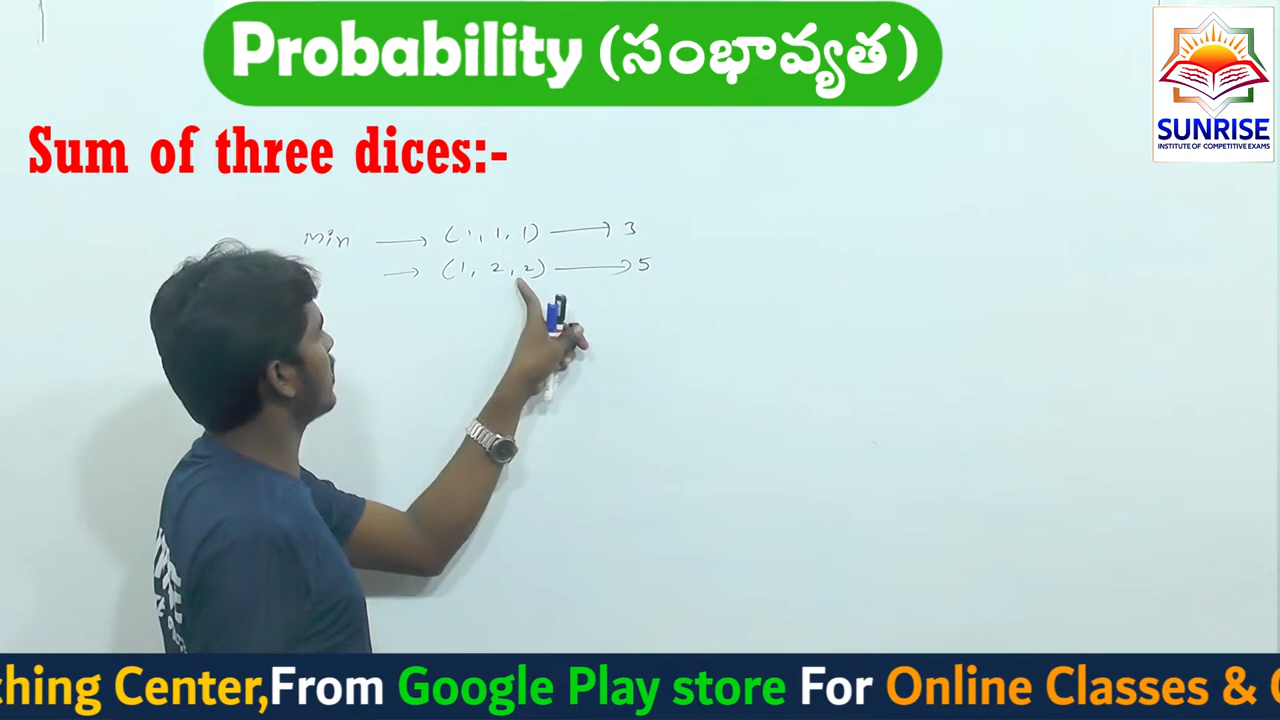 Probability (సంభావ్యత)
SUNRISE
INSTITUTE OF COMPETITIVE EXAMS
Sum of three dices:-
Min → (1, 1, 1) → 3
→ (1, 2, 2) → 5
ching Center,From Google Play store For Online Classes &